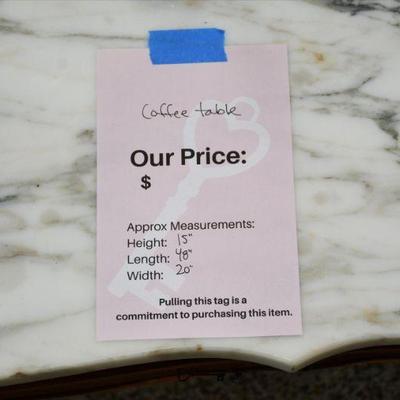 Coffee table
Our Price:
$
Approx Measurements:
Height: 15"
Length: 48"
Width: 20"
Pulling this tag is a
commitment to purchasing this item.